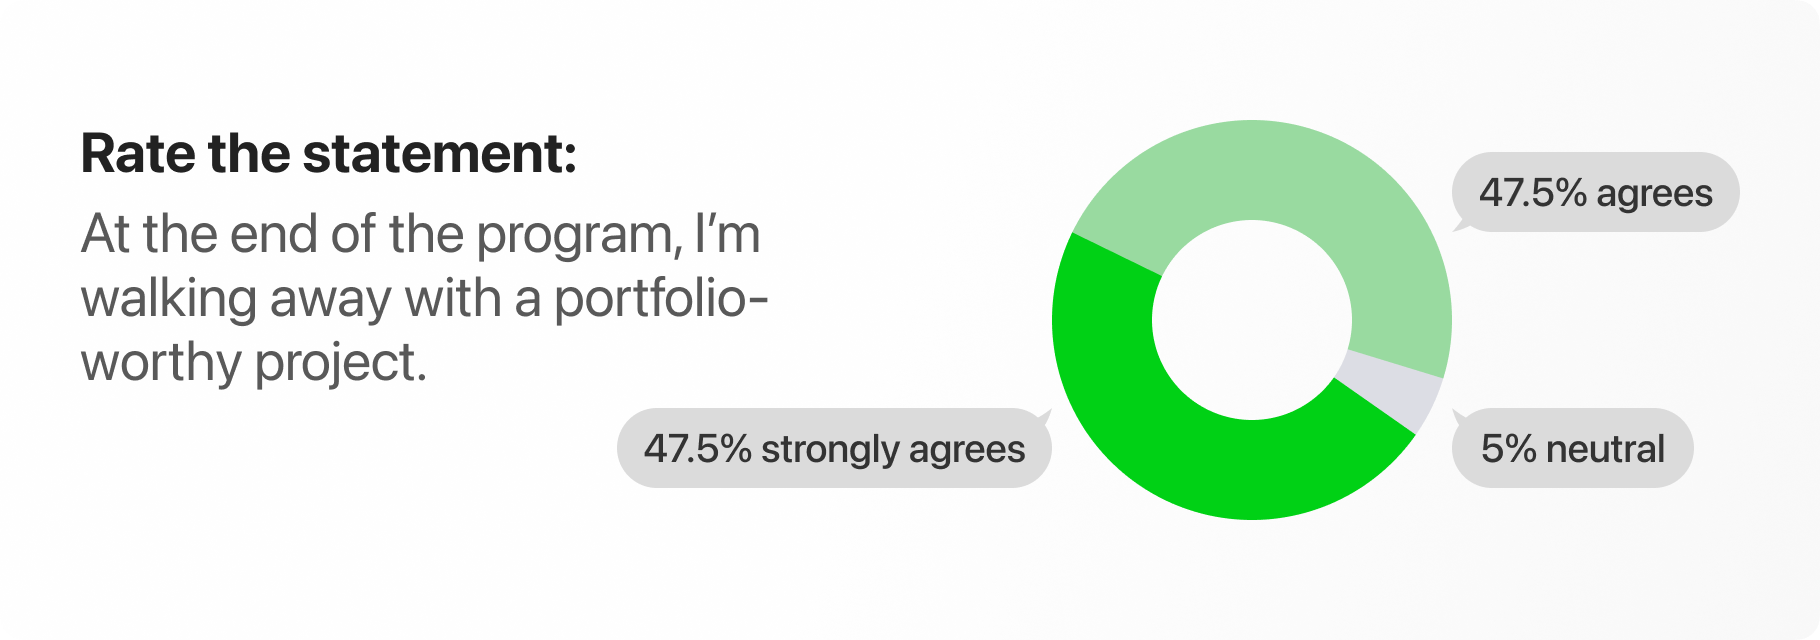 Rate the statement:
At the end of the program, I’m
walking away with a portfolio-
worthy project.
47.5% agrees
47.5% strongly agrees
5% neutral